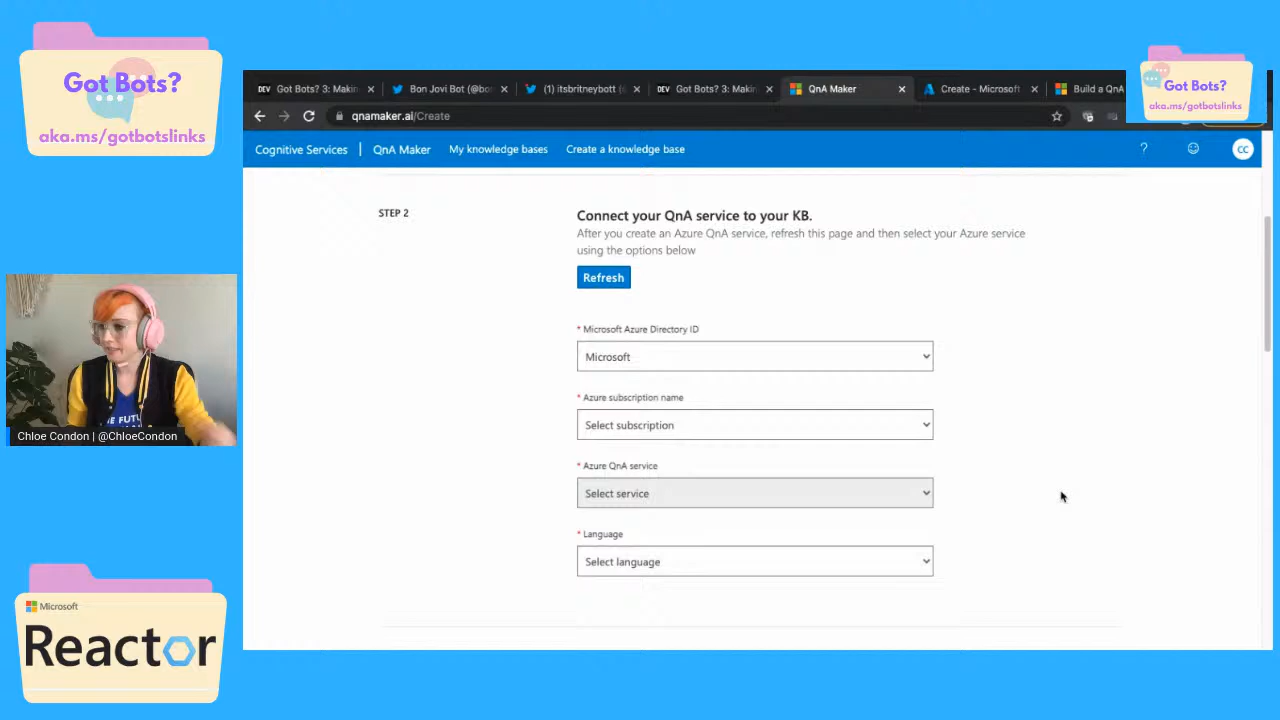 Got Bots?
aka.ms/gotbotslinks
Got Bots? 3: Makin
Bon Jovi Bot (@bo
(1) itsbritneybott (
Got Bots? 3: Makin
QnA Maker
Create - Microsoft
Build a QnA
Got Bots?
aka.ms/gotbotslinks
qnamaker.ai/Create
Cognitive Services
QnA Maker
My knowledge bases
Create a knowledge base
?
CC
STEP 2
Connect your QnA service to your KB.
After you create an Azure QnA service, refresh this page and then select your Azure service
using the options below
Refresh
* Microsoft Azure Directory ID
Microsoft
* Azure subscription name
Select subscription
* Azure QnA service
Select service
* Language
Select language
THE FUTU
Chloe Condon | @ChloeCondon
Microsoft
Reactor